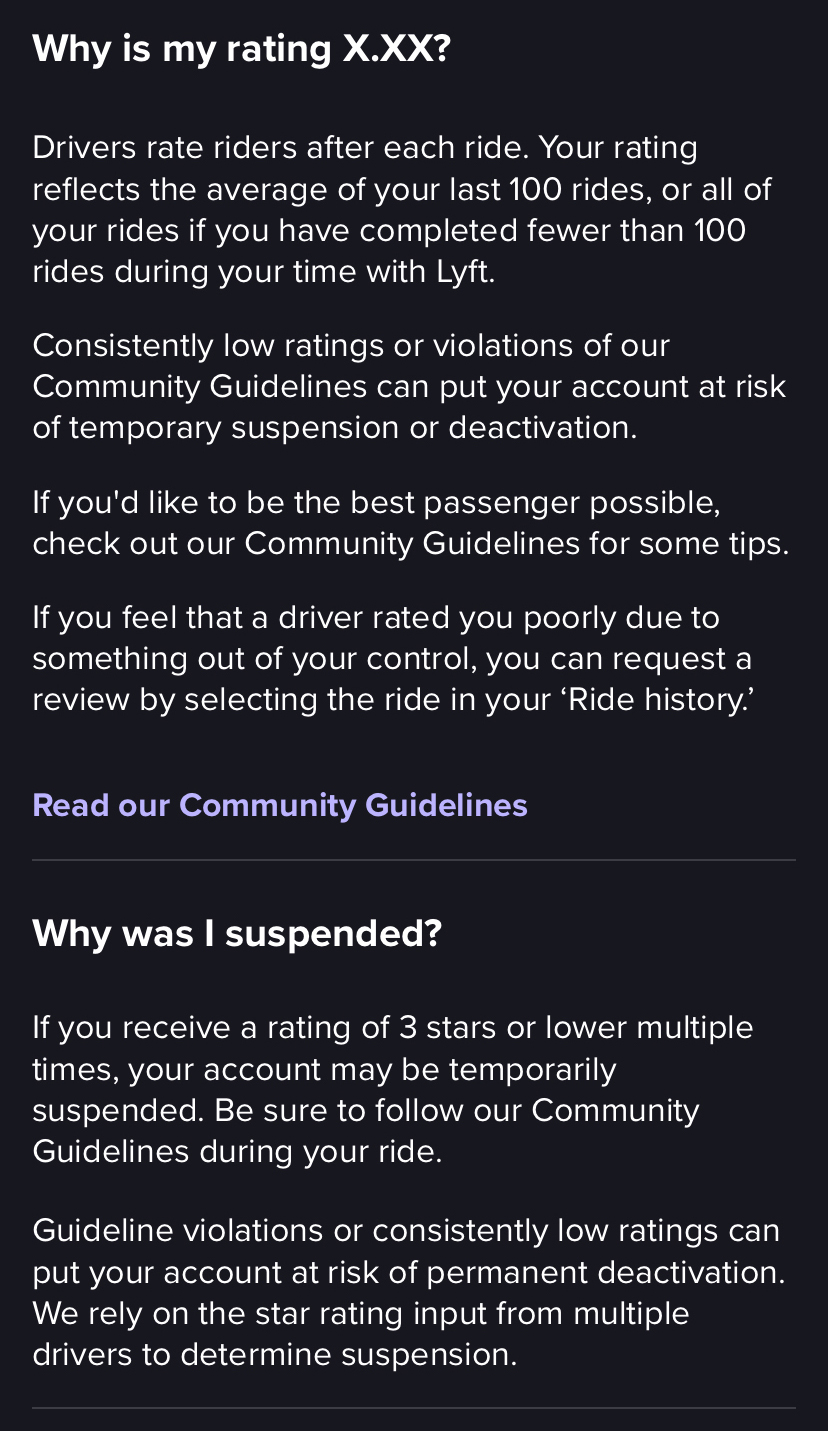 Why is my rating X.XX?
Drivers rate riders after each ride. Your rating
reflects the average of your last 100 rides, or all of
your rides if you have completed fewer than 100
rides during your time with Lyft.
Consistently low ratings or violations of our
Community Guidelines can put your account at risk
of temporary suspension or deactivation.
If you'd like to be the best passenger possible,
check out our Community Guidelines for some tips.
If you feel that a driver rated you poorly due to
something out of your control, you can request a
review by selecting the ride in your ‘Ride history.’
Read our Community Guidelines
Why was I suspended?
If you receive a rating of 3 stars or lower multiple
times, your account may be temporarily
suspended. Be sure to follow our Community
Guidelines during your ride.
Guideline violations or consistently low ratings can
put your account at risk of permanent deactivation.
We rely on the star rating input from multiple
drivers to determine suspension.